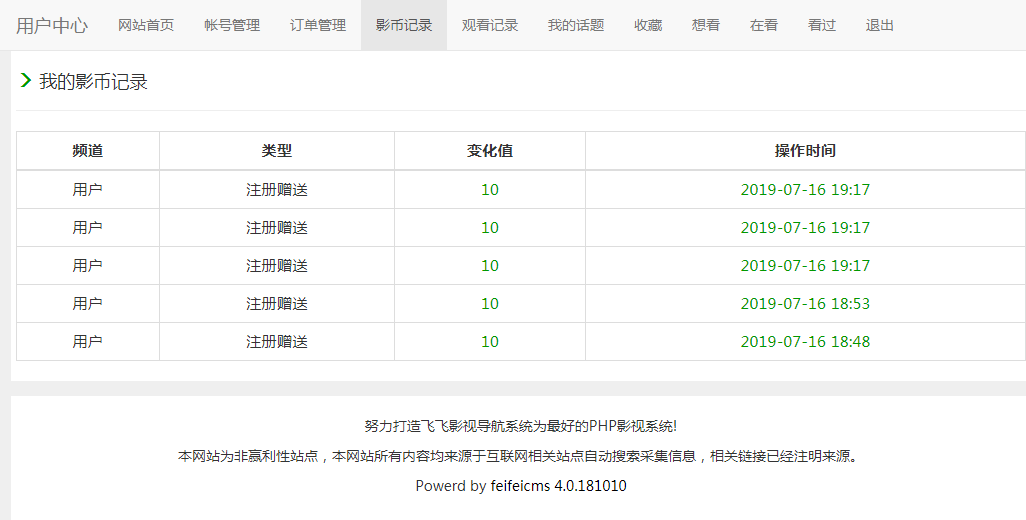 用户中心 网站首页 帐号管理 订单管理 影币记录 观看记录 我的话题 收藏 想看 在看 看过 退出
我的影币记录
频道 类型 变化值 操作时间
用户 注册赠送 10 2019-07-16 19:17
用户 注册赠送 10 2019-07-16 19:17
用户 注册赠送 10 2019-07-16 19:17
用户 注册赠送 10 2019-07-16 18:53
用户 注册赠送 10 2019-07-16 18:48
努力打造飞飞影视导航系统为最好的PHP影视系统!
本网站为非赢利性站点，本网站所有内容均来源于互联网相关站点自动搜索采集信息，相关链接已经注明来源。
Powerd by feifeicms 4.0.181010